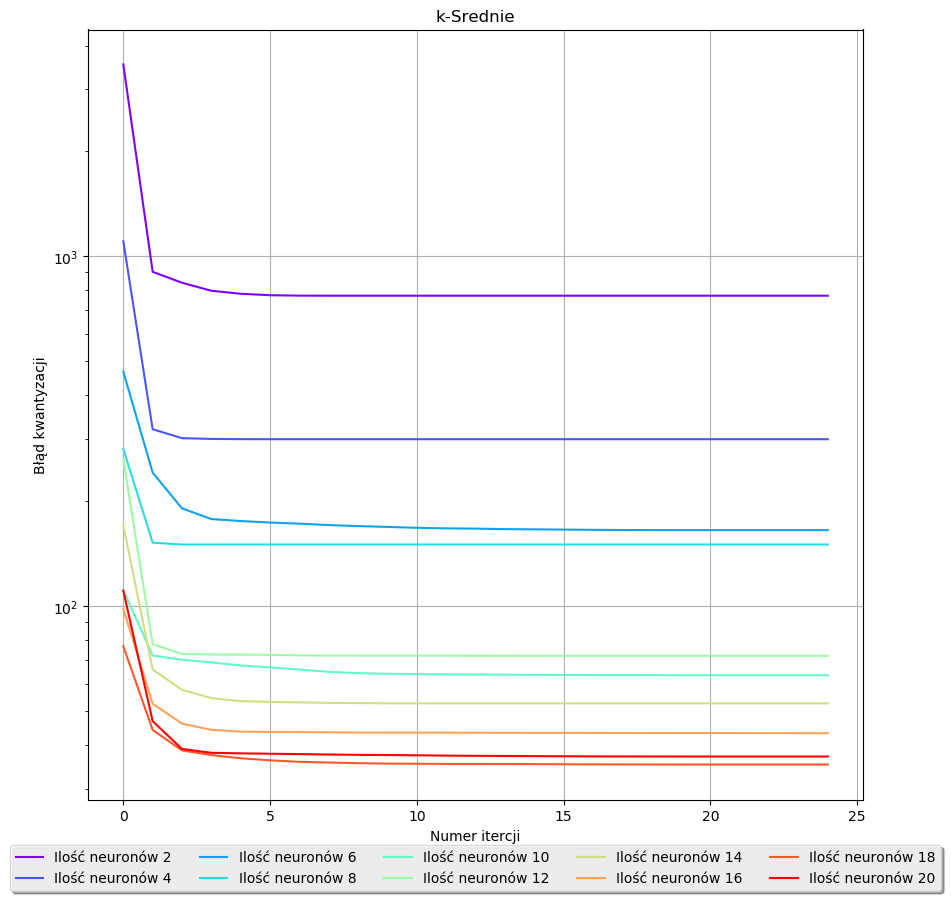 k-Srednie
10³
10²
Błąd kwantyzacji
0 5 10 15 20 25
Numer itercji
Ilość neuronów 2 Ilość neuronów 6 Ilość neuronów 10 Ilość neuronów 14 Ilość neuronów 18
Ilość neuronów 4 Ilość neuronów 8 Ilość neuronów 12 Ilość neuronów 16 Ilość neuronów 20